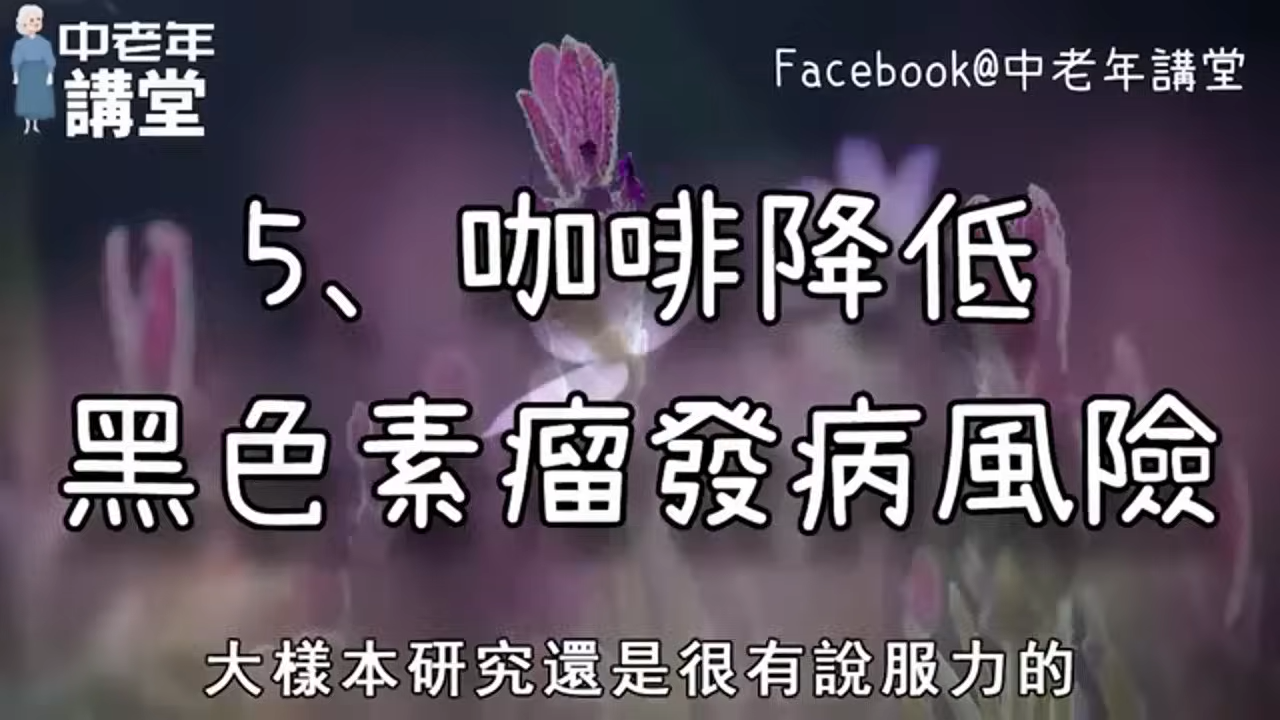 中老年
講堂
Facebook@中老年講堂
5、咖啡降低
黑色素瘤發病風險
大樣本研究還是很有說服力的